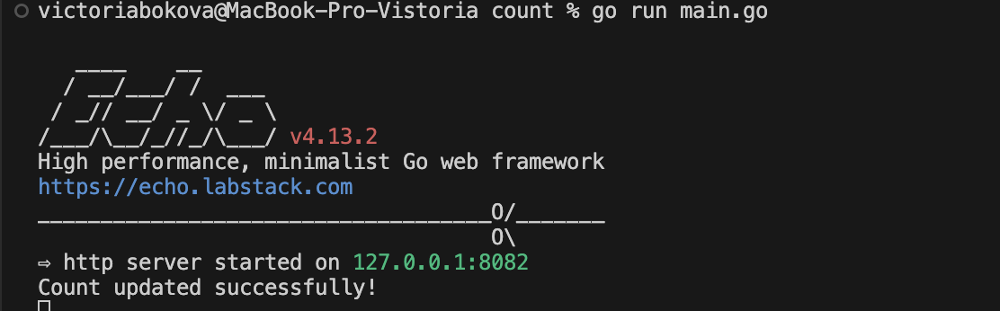 victoriabokova@MacBook-Pro-Vistoria count % go run main.go
   ____    __
  / __/___/ /  ___
 / _// __/ _ \/ _ \
/___/\__/_//_/\___/ v4.13.2
High performance, minimalist Go web framework
https://echo.labstack.com
____________________________________O/_______
                                    O\
⇨ http server started on 127.0.0.1:8082
Count updated successfully!